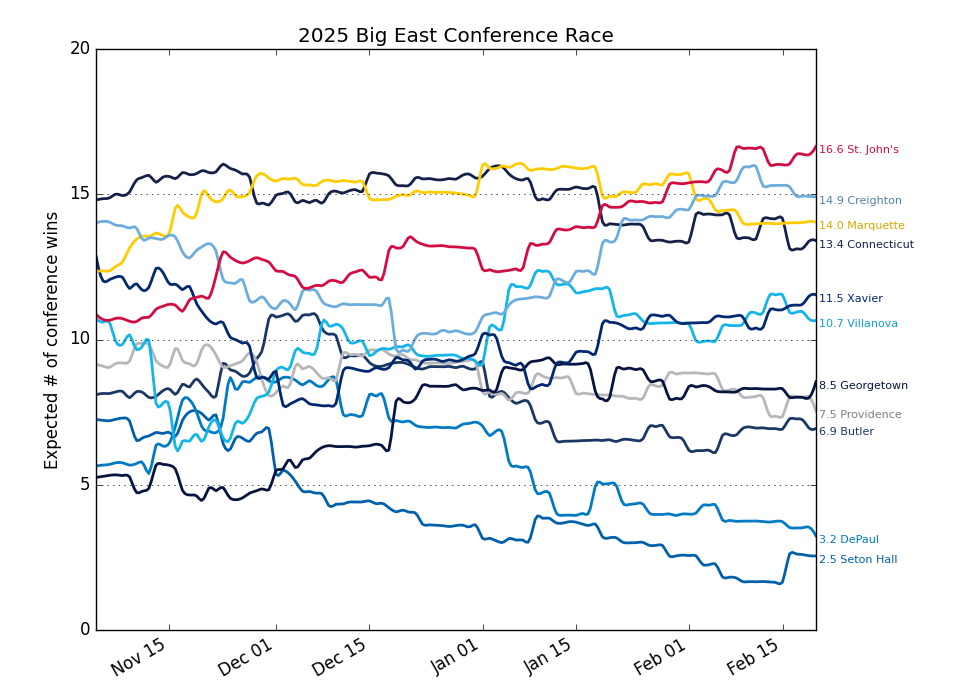 2025 Big East Conference Race
Expected # of conference wins
20
15
10
5
0
16.6 St. John's
14.9 Creighton
14.0 Marquette
13.4 Connecticut
11.5 Xavier
10.7 Villanova
8.5 Georgetown
7.5 Providence
6.9 Butler
3.2 DePaul
2.5 Seton Hall
Nov 15
Dec 01
Dec 15
Jan 01
Jan 15
Feb 01
Feb 15